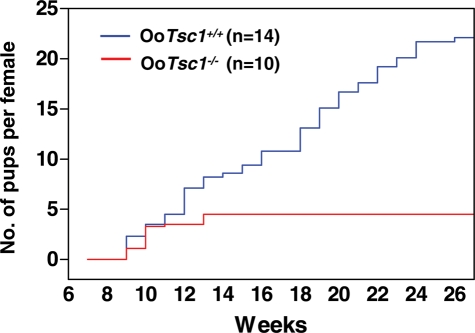 No. of pups per female
25
20
15
10
5
0
OoTsc1+/+ (n=14)
OoTsc1-/- (n=10)
6 8 10 12 14 16 18 20 22 24 26
Weeks